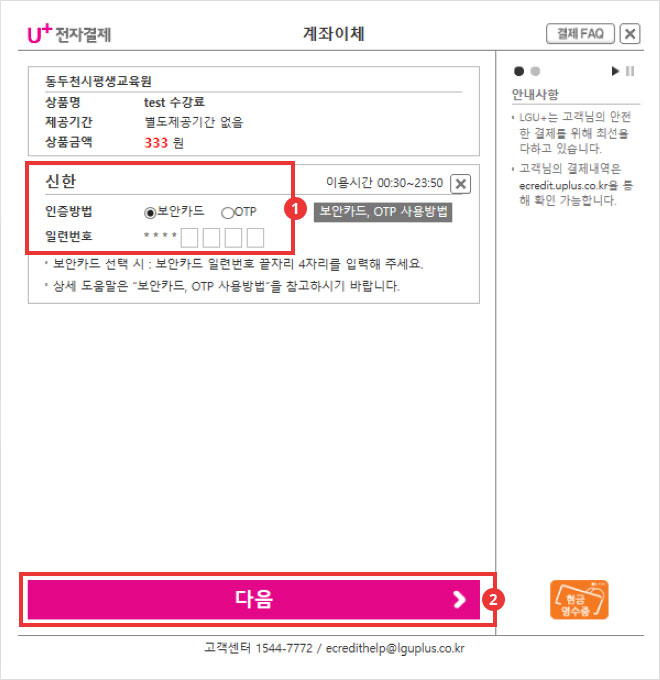 U+전자결제
계좌이체
결제 FAQ
동두천시평생교육원
상품명 test 수강료
제공기간 별도제공기간 없음
상품금액 333 원
신한
이용시간 00:30~23:50
인증방법 보안카드 OTP
1
보안카드, OTP 사용방법
일련번호 * * * *
보안카드 선택 시 : 보안카드 일련번호 끝자리 4자리를 입력해 주세요.
상세 도움말은 "보안카드, OTP 사용방법"을 참고하시기 바랍니다.
안내사항
LGU+는 고객님의 안전
한 결제를 위해 최선을
다하고 있습니다.
고객님의 결제내역은
ecredit.uplus.co.kr을 통
해 확인 가능합니다.
다음
2
현금
영수증
고객센터 1544-7772 / ecredithelp@lguplus.co.kr